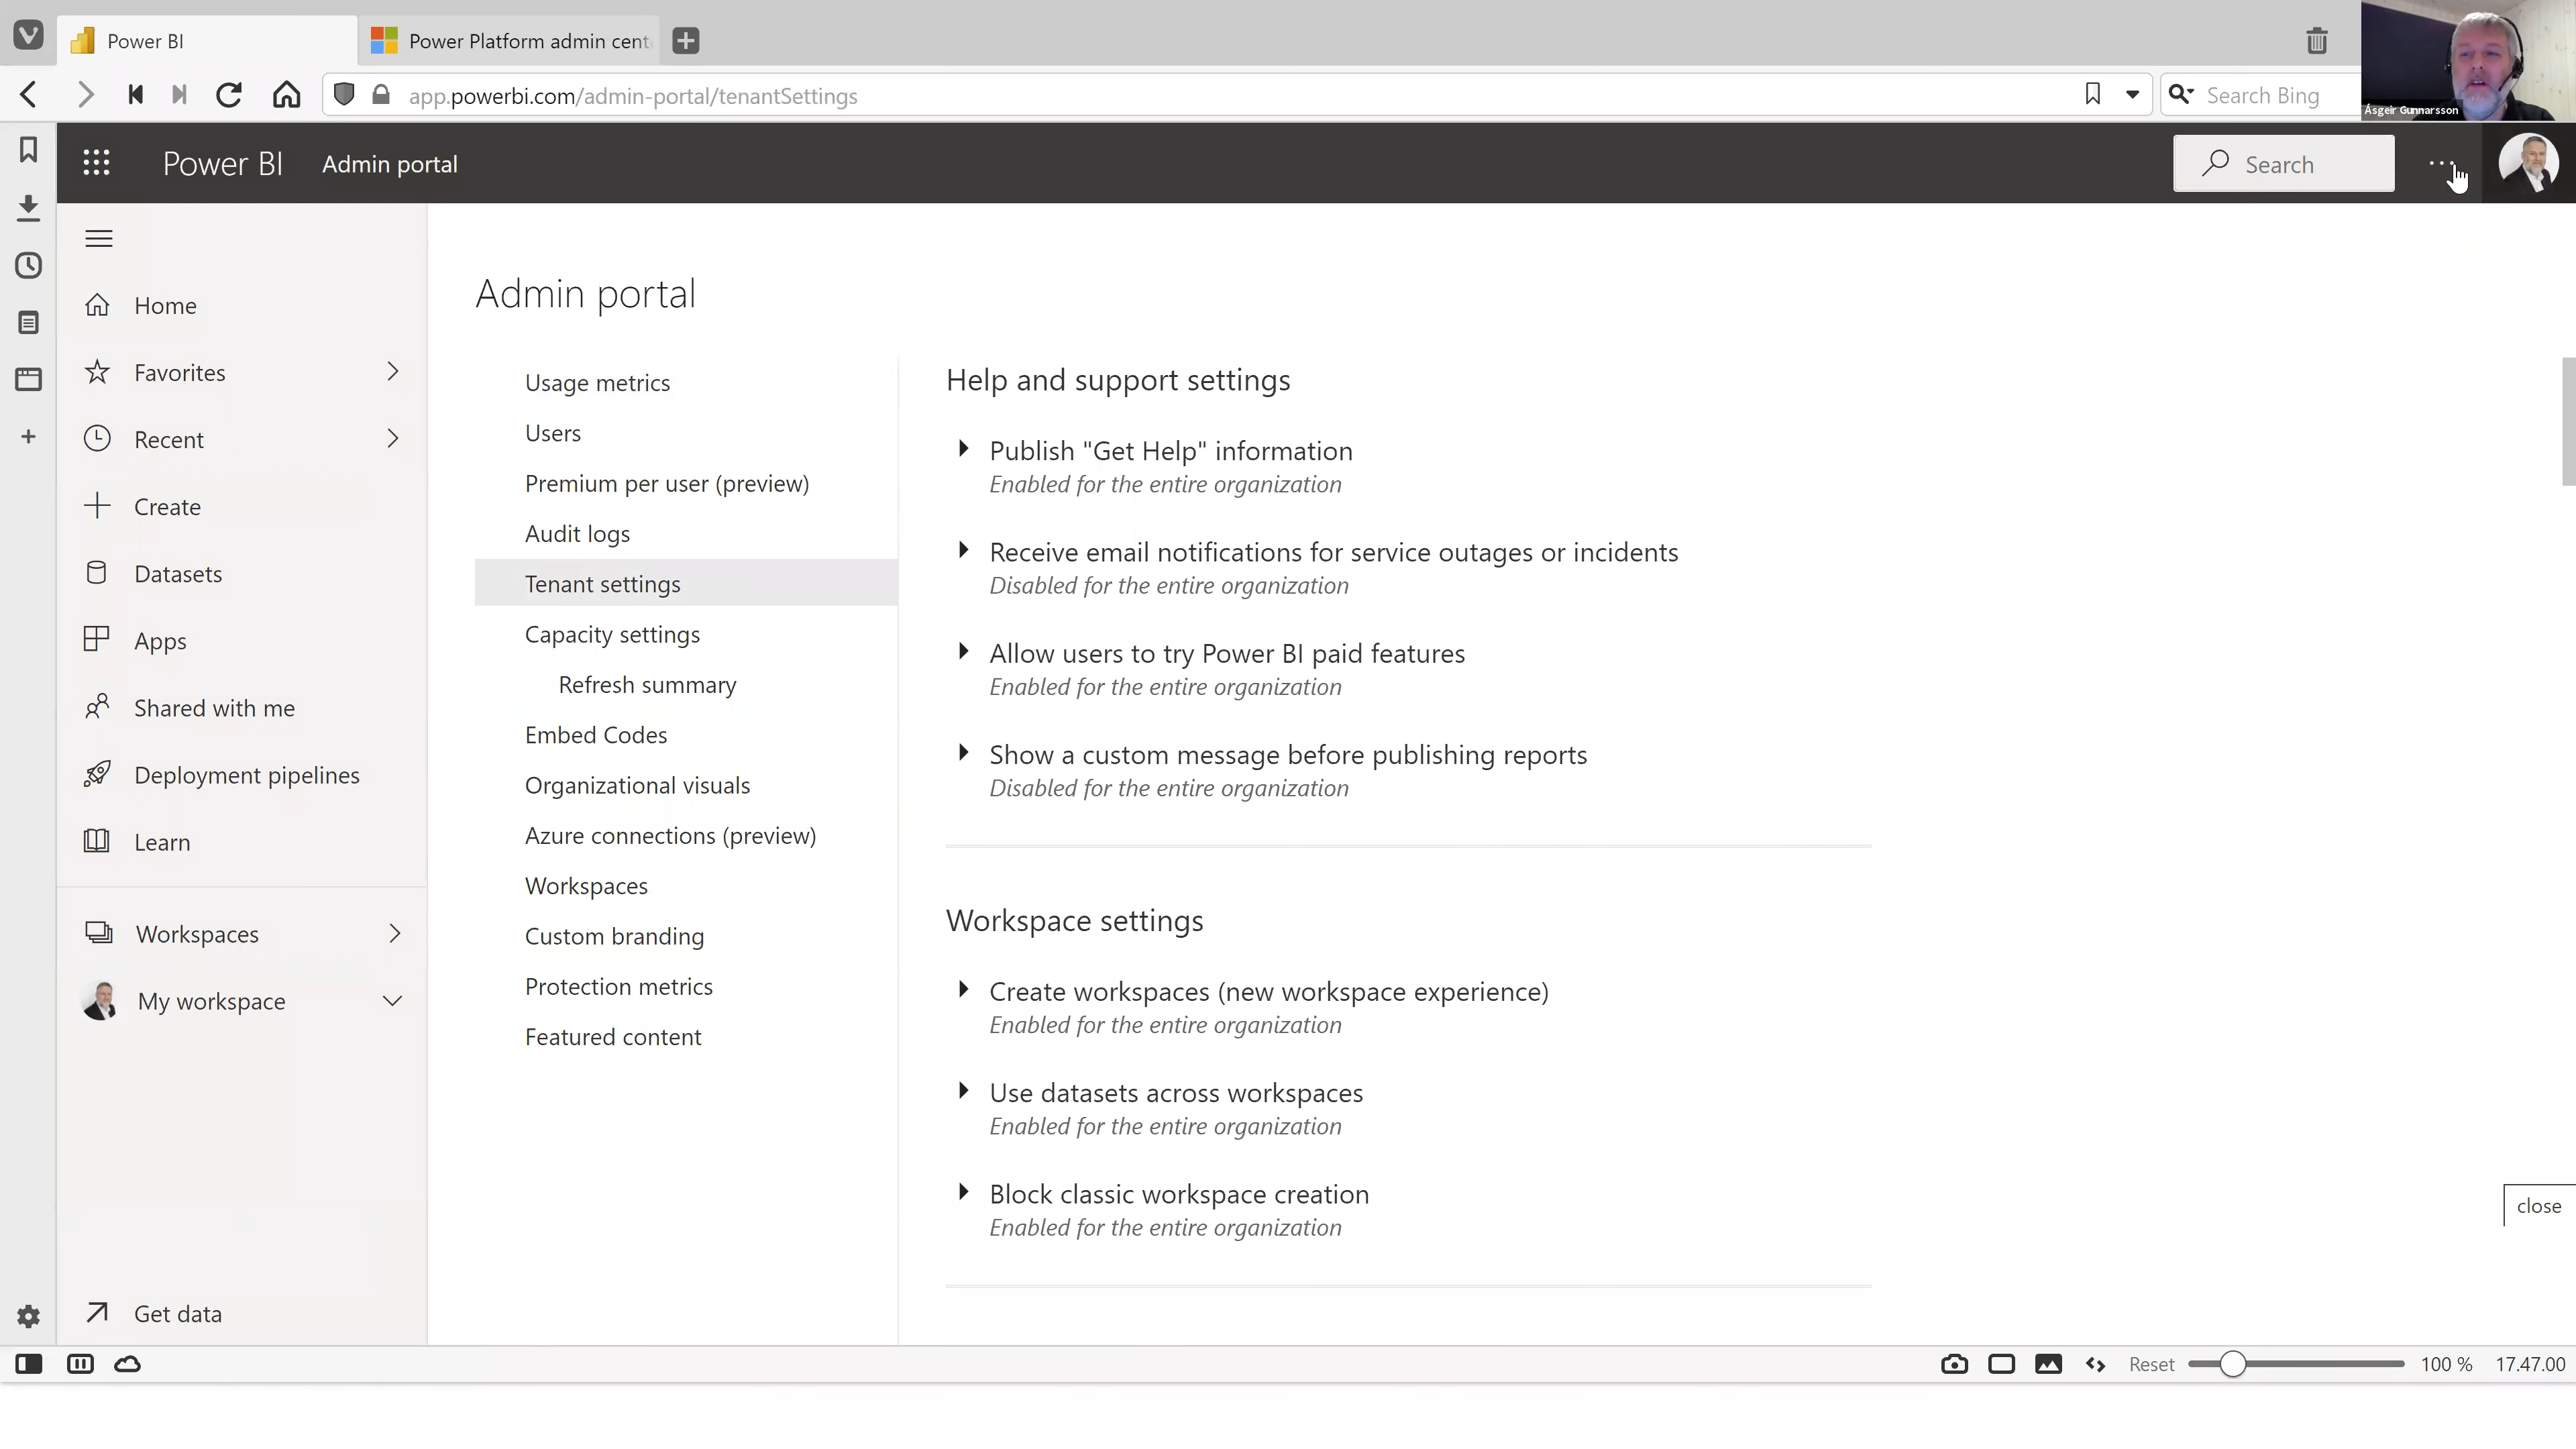 Power BI
Power Platform admin cent
app.powerbi.com/admin-portal/tenantSettings
Search Bing
Ásgeir Gunnarsson
Power BI Admin portal
Search
Home
Favorites
Recent
Create
Datasets
Apps
Shared with me
Deployment pipelines
Learn
Workspaces
My workspace
Get data
Admin portal
Usage metrics
Users
Premium per user (preview)
Audit logs
Tenant settings
Capacity settings
Refresh summary
Embed Codes
Organizational visuals
Azure connections (preview)
Workspaces
Custom branding
Protection metrics
Featured content
Help and support settings
Publish "Get Help" information
Enabled for the entire organization
Receive email notifications for service outages or incidents
Disabled for the entire organization
Allow users to try Power BI paid features
Enabled for the entire organization
Show a custom message before publishing reports
Disabled for the entire organization
Workspace settings
Create workspaces (new workspace experience)
Enabled for the entire organization
Use datasets across workspaces
Enabled for the entire organization
Block classic workspace creation
Enabled for the entire organization
close
Reset
100 %
17.47.00